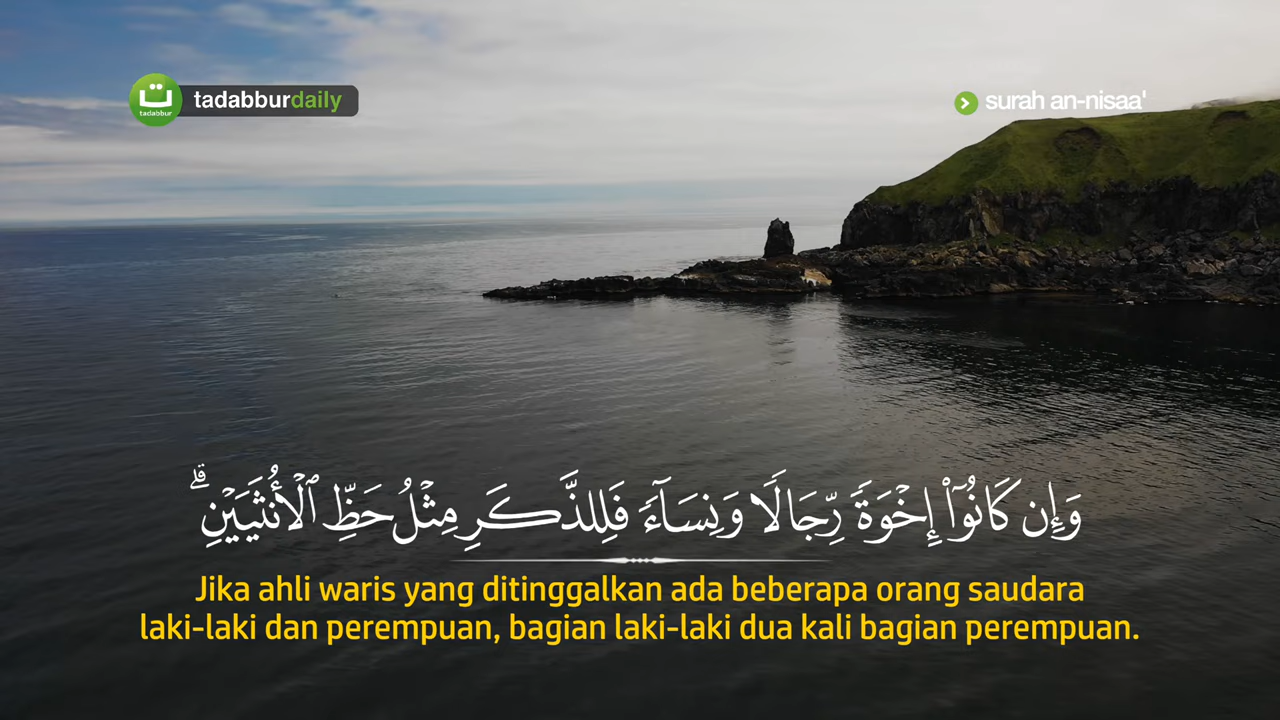 ت
tadabbur
tadabburdaily
surah an-nisaa'
وَإِن كَانُوٓا۟ إِخْوَةً رِّجَالًا وَنِسَآءً فَلِلذَّكَرِ مِثْلُ حَظِّ ٱلْأُنثَيَيْنِ ۗ
Jika ahli waris yang ditinggalkan ada beberapa orang saudara
laki-laki dan perempuan, bagian laki-laki dua kali bagian perempuan.